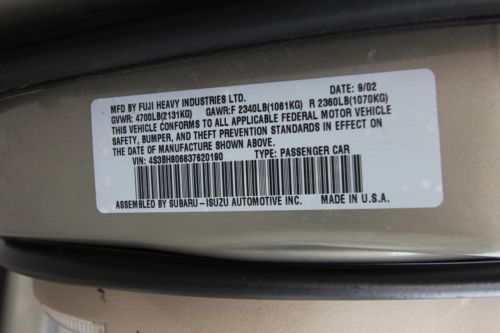 MFD BY FUJI HEAVY INDUSTRIES LTD. DATE: 9/02
GVWR: 4700LB(2131KG) GAWR:F 2340LB(1061KG) R 2360LB(1070KG)
THIS VEHICLE CONFORMS TO ALL APPLICABLE FEDERAL MOTOR VEHICLE
SAFETY, BUMPER, AND THEFT PREVENTION STANDARDS IN EFFECT ON
THE DATE OF MANUFACTURE SHOWN ABOVE.
VIN: 4S3BH806637620190 TYPE: PASSENGER CAR
ASSEMBLED BY SUBARU-ISUZU AUTOMOTIVE INC. MADE IN U.S.A.